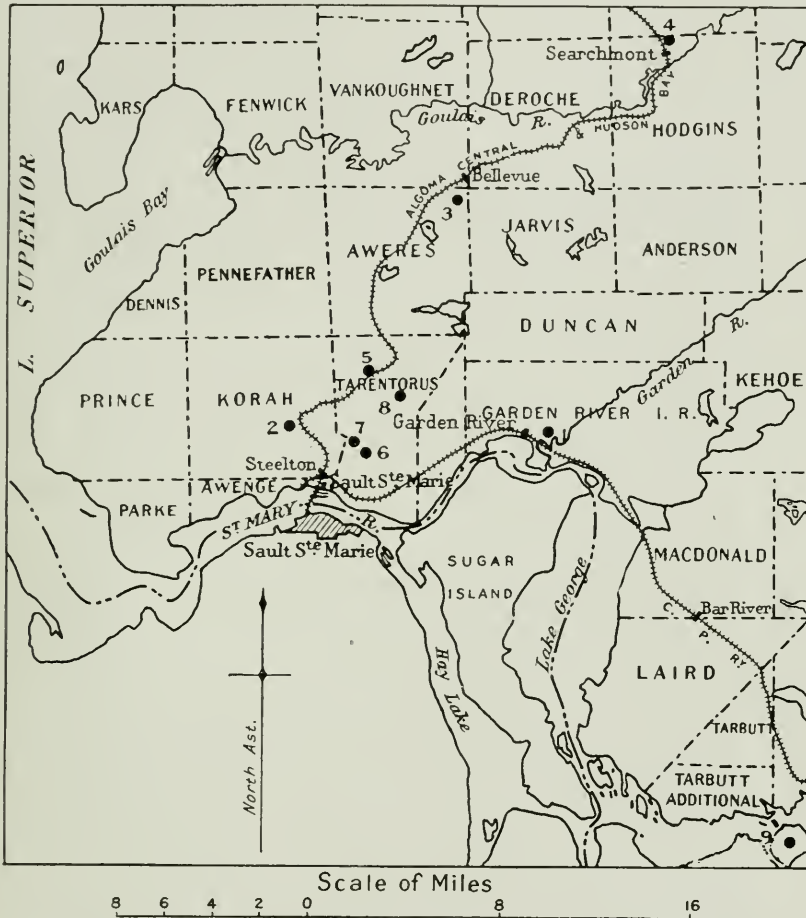 4
Searchmont
KARS
FENWICK
VANKOUGHNET
DEROCHE
Goulais R.
ALGOMA CENTRAL & HUDSON BAY
HODGINS
L. SUPERIOR
Goulais Bay
Bellevue
3
JARVIS
AWERES
ANDERSON
PENNEFATHER
DENNIS
DUNCAN
Garden R.
KEHOE
5
TARENTORUS
PRINCE
KORAH
2
8
Garden River
GARDEN RIVER I. R.
7
6
Steelton
Sault Ste Marie
AWENGE
PARKE
ST MARY R.
Sault Ste Marie
SUGAR
ISLAND
MACDONALD
Lake George
Bar River
C. P. RY
Hay Lake
LAIRD
North Ast.
TARBUTT
TARBUTT
ADDITIONAL
9
Scale of Miles
8 6 4 2 0 8 16